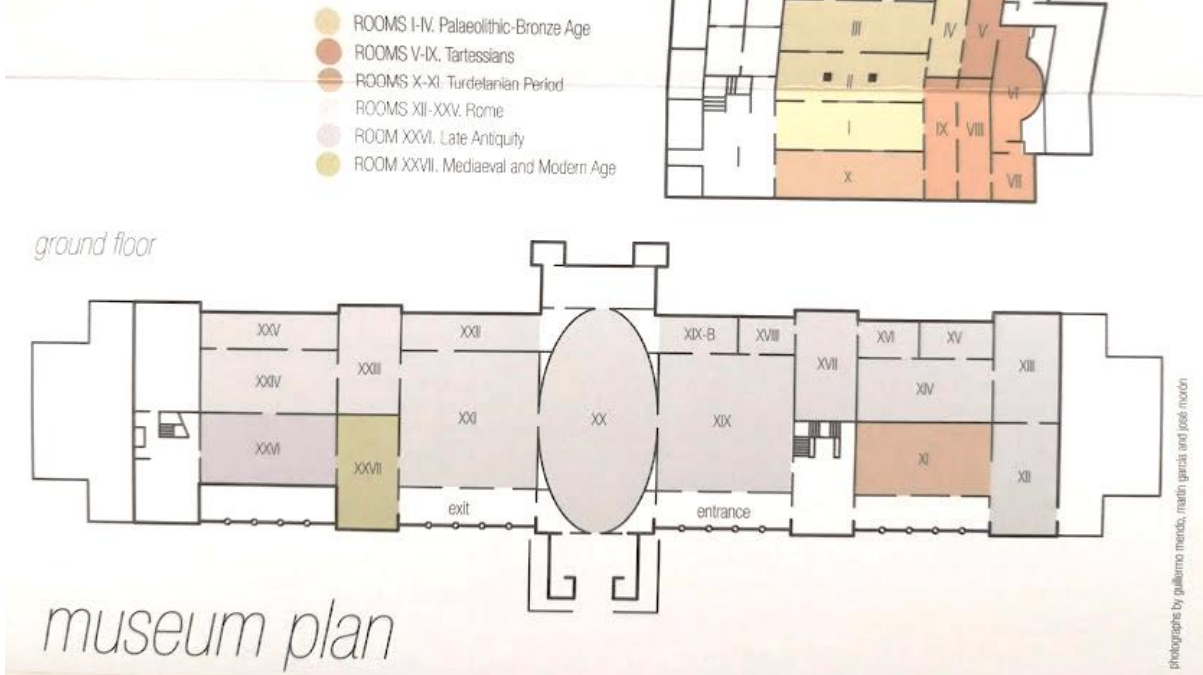 ROOMS I-IV. Palaeolithic-Bronze Age
ROOMS V-IX. Tartessians
ROOMS X-XI. Turdetanian Period
ROOMS XII-XXV. Rome
ROOM XXVI. Late Antiquity
ROOM XXVII. Mediaeval and Modern Age
III
IV
V
II
VI
I
IX
VIII
X
VII
ground floor
XXV
XXII
XIX-B
XVIII
XVI
XV
XXIII
XVII
XIII
XXIV
XIV
XXI
XX
XIX
XXVI
XXVII
XI
XII
exit
entrance
museum plan
photographs by guillermo mendo, martín garcía and josé morón